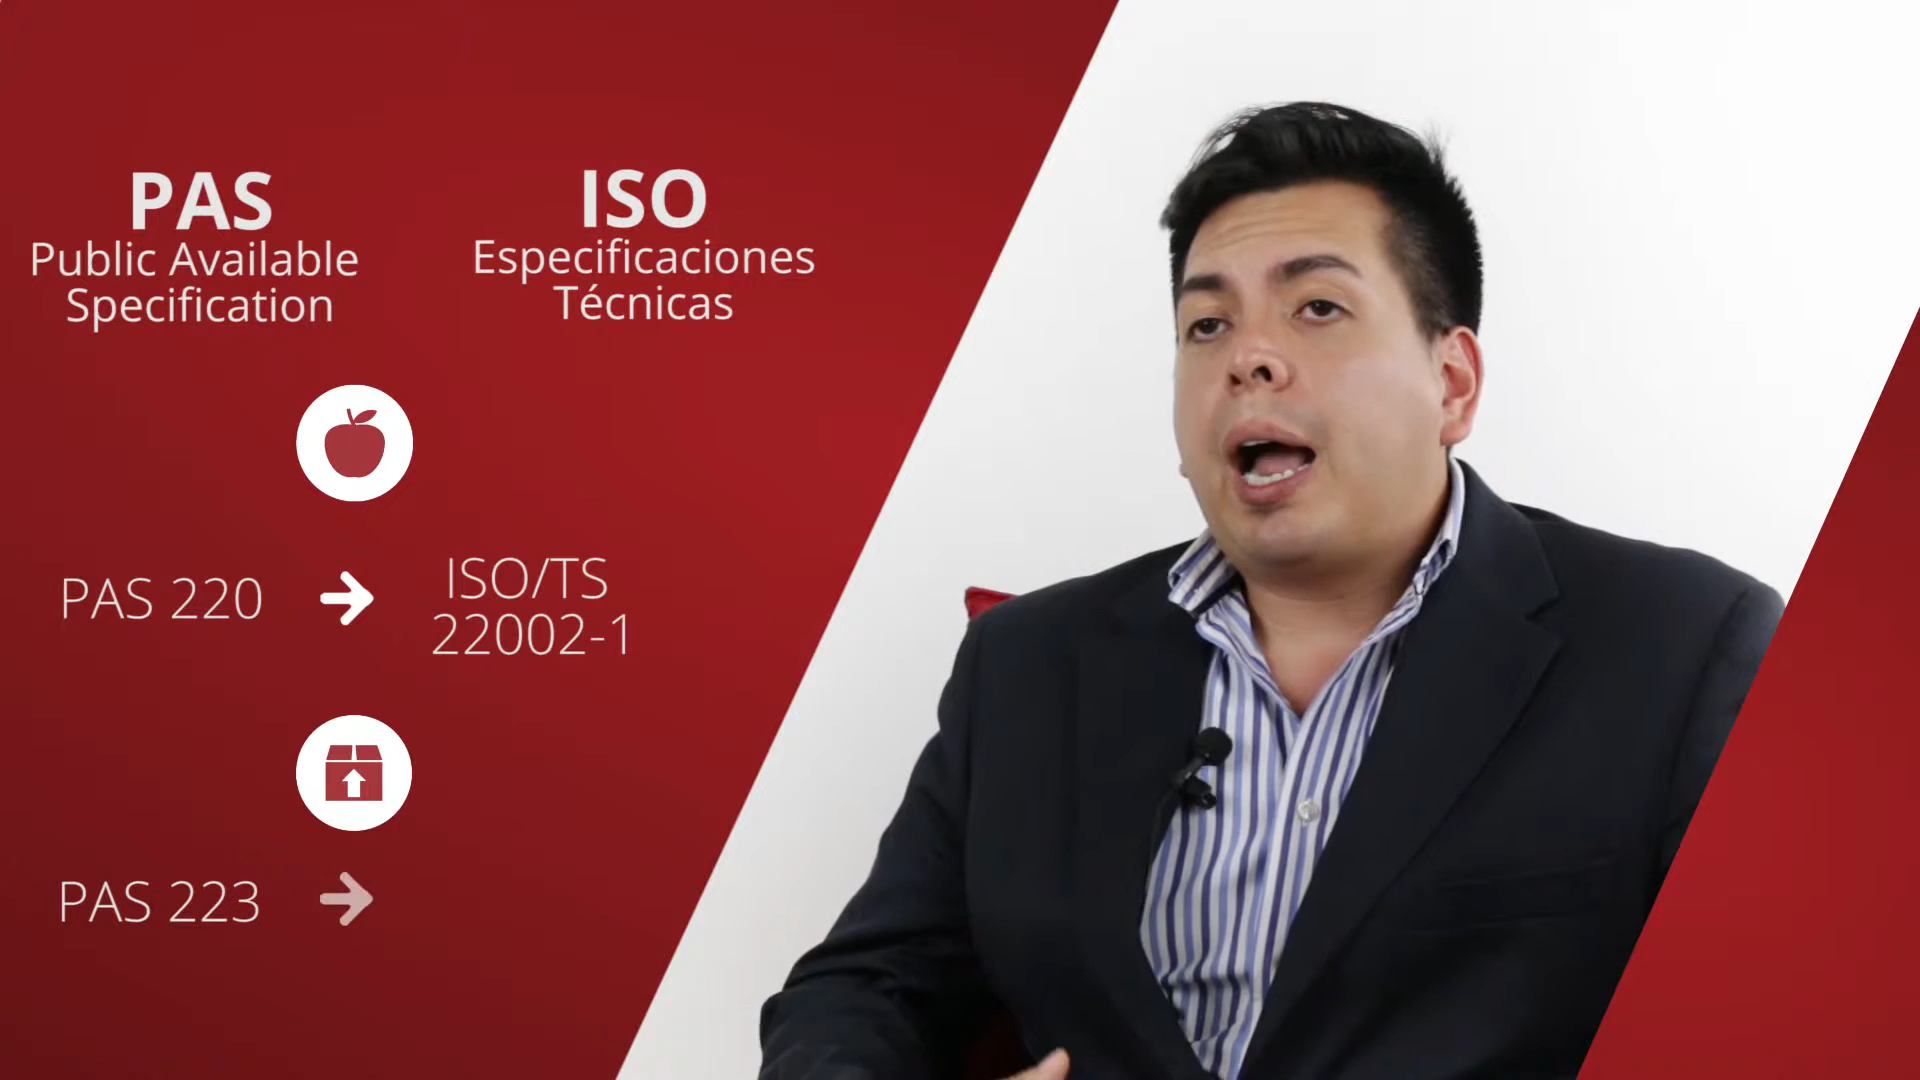 PAS
Public Available
Specification
ISO
Especificaciones
Técnicas
PAS 220
ISO/TS
22002-1
PAS 223